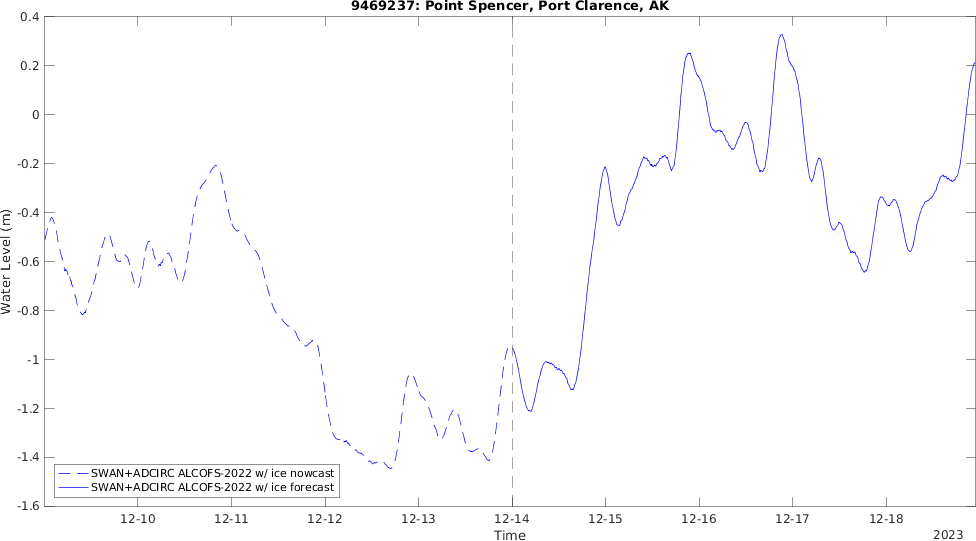 9469237: Point Spencer, Port Clarence, AK
0.4
0.2
0
-0.2
-0.4
-0.6
-0.8
-1
-1.2
-1.4
-1.6
Water Level (m)
SWAN+ADCIRC ALCOFS-2022 w/ ice nowcast
SWAN+ADCIRC ALCOFS-2022 w/ ice forecast
12-10 12-11 12-12 12-13 12-14 12-15 12-16 12-17 12-18
Time
2023